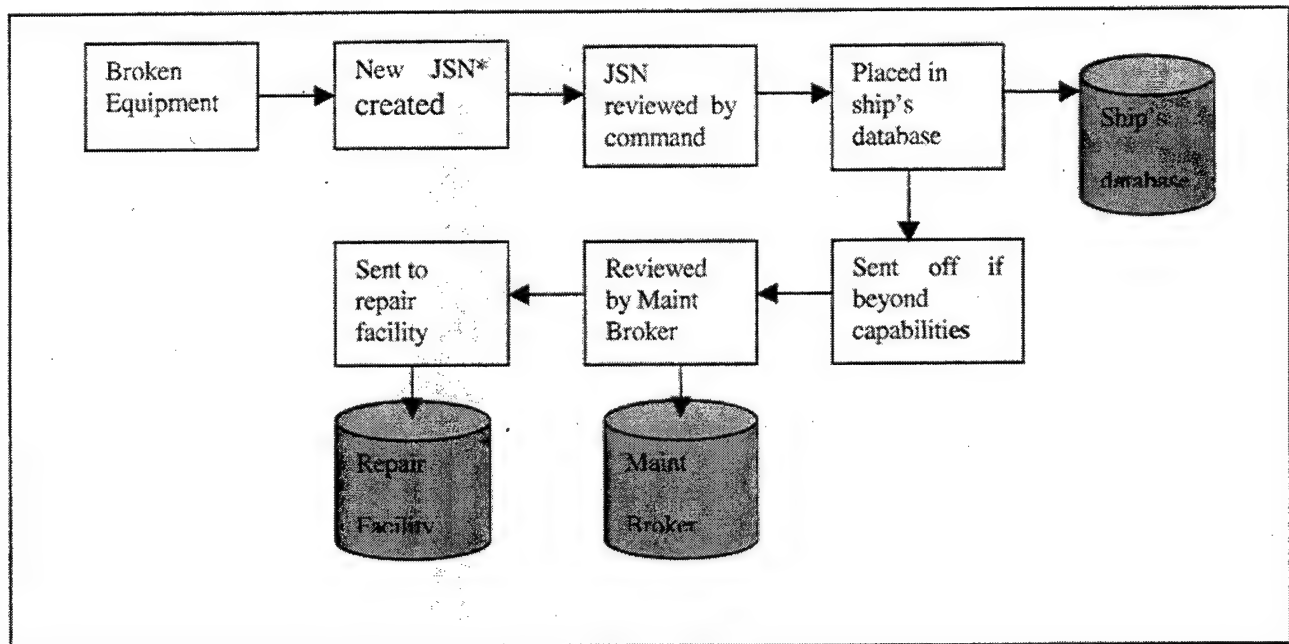 Broken
Equipment
New JSN*
created
JSN
reviewed by
command
Placed in
ship's
database
Ship's
database
Sent off if
beyond
capabilities
Reviewed
by Maint
Broker
Sent to
repair
facility
Repair
Facility
Maint
Broker